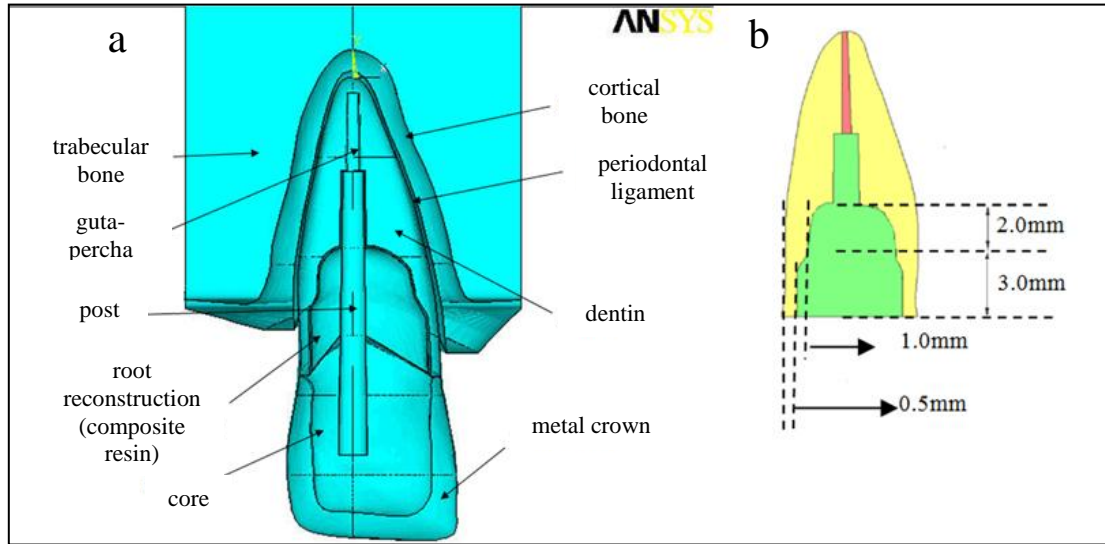 a
ANSYS
b
cortical
bone
trabecular
bone
periodontal
ligament
guta-
percha
2.0mm
3.0mm
post
dentin
1.0mm
root
reconstruction
(composite
resin)
0.5mm
metal crown
core